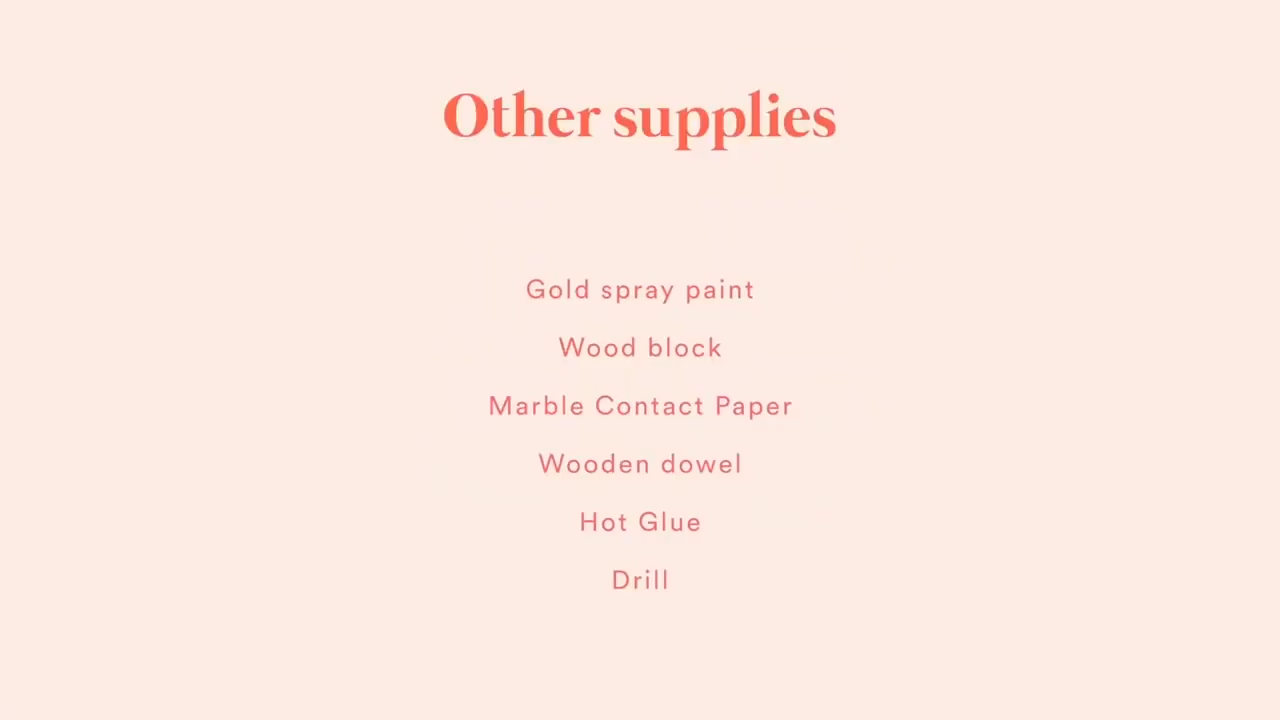 Other supplies
Gold spray paint
Wood block
Marble Contact Paper
Wooden dowel
Hot Glue
Drill